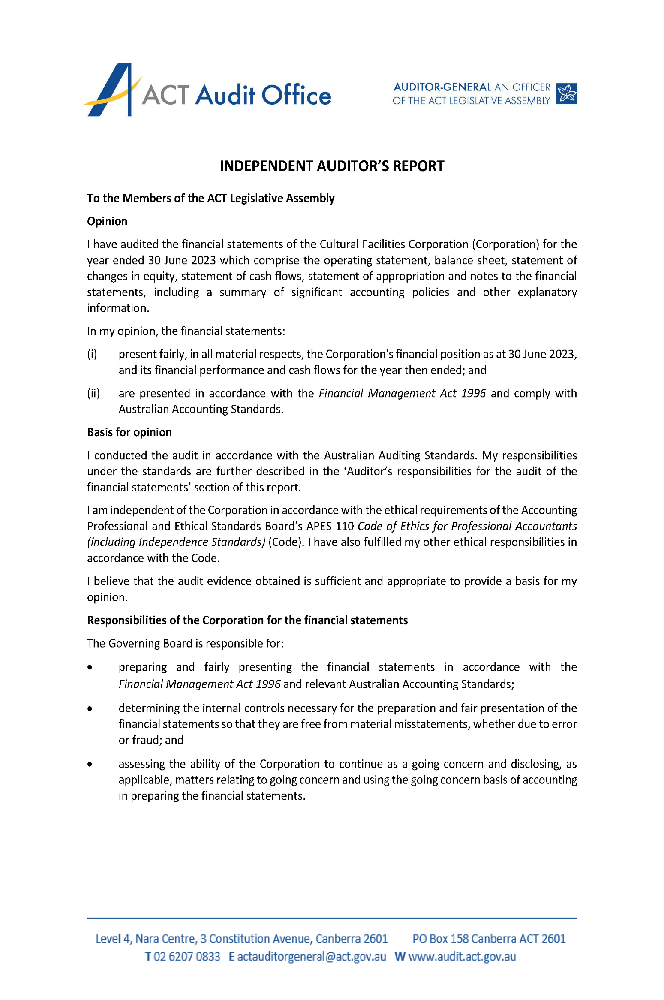 ACT Audit Office
AUDITOR-GENERAL AN OFFICER
OF THE ACT LEGISLATIVE ASSEMBLY
INDEPENDENT AUDITOR’S REPORT
To the Members of the ACT Legislative Assembly
Opinion
I have audited the financial statements of the Cultural Facilities Corporation (Corporation) for the
year ended 30 June 2023 which comprise the operating statement, balance sheet, statement of
changes in equity, statement of cash flows, statement of appropriation and notes to the financial
statements, including a summary of significant accounting policies and other explanatory
information.
In my opinion, the financial statements:
(i) present fairly, in all material respects, the Corporation's financial position as at 30 June 2023,
and its financial performance and cash flows for the year then ended; and
(ii) are presented in accordance with the Financial Management Act 1996 and comply with
Australian Accounting Standards.
Basis for opinion
I conducted the audit in accordance with the Australian Auditing Standards. My responsibilities
under the standards are further described in the ‘Auditor’s responsibilities for the audit of the
financial statements’ section of this report.
I am independent of the Corporation in accordance with the ethical requirements of the Accounting
Professional and Ethical Standards Board’s APES 110 Code of Ethics for Professional Accountants
(including Independence Standards) (Code). I have also fulfilled my other ethical responsibilities in
accordance with the Code.
I believe that the audit evidence obtained is sufficient and appropriate to provide a basis for my
opinion.
Responsibilities of the Corporation for the financial statements
The Governing Board is responsible for:
• preparing and fairly presenting the financial statements in accordance with the
Financial Management Act 1996 and relevant Australian Accounting Standards;
• determining the internal controls necessary for the preparation and fair presentation of the
financial statements so that they are free from material misstatements, whether due to error
or fraud; and
• assessing the ability of the Corporation to continue as a going concern and disclosing, as
applicable, matters relating to going concern and using the going concern basis of accounting
in preparing the financial statements.
Level 4, Nara Centre, 3 Constitution Avenue, Canberra 2601 PO Box 158 Canberra ACT 2601
T 02 6207 0833 E actauditorgeneral@act.gov.au W www.audit.act.gov.au